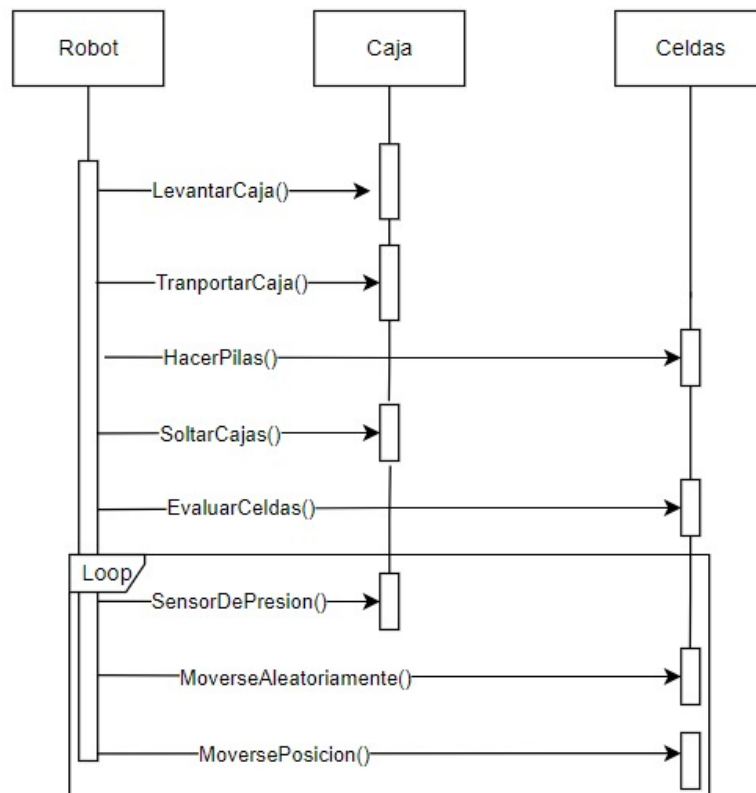 Robot
Caja
Celdas
LevantarCaja()
TranportarCaja()
HacerPilas()
SoltarCajas()
EvaluarCeldas()
Loop
SensorDePresion()
MoverseAleatoriamente()
MoversePosicion()